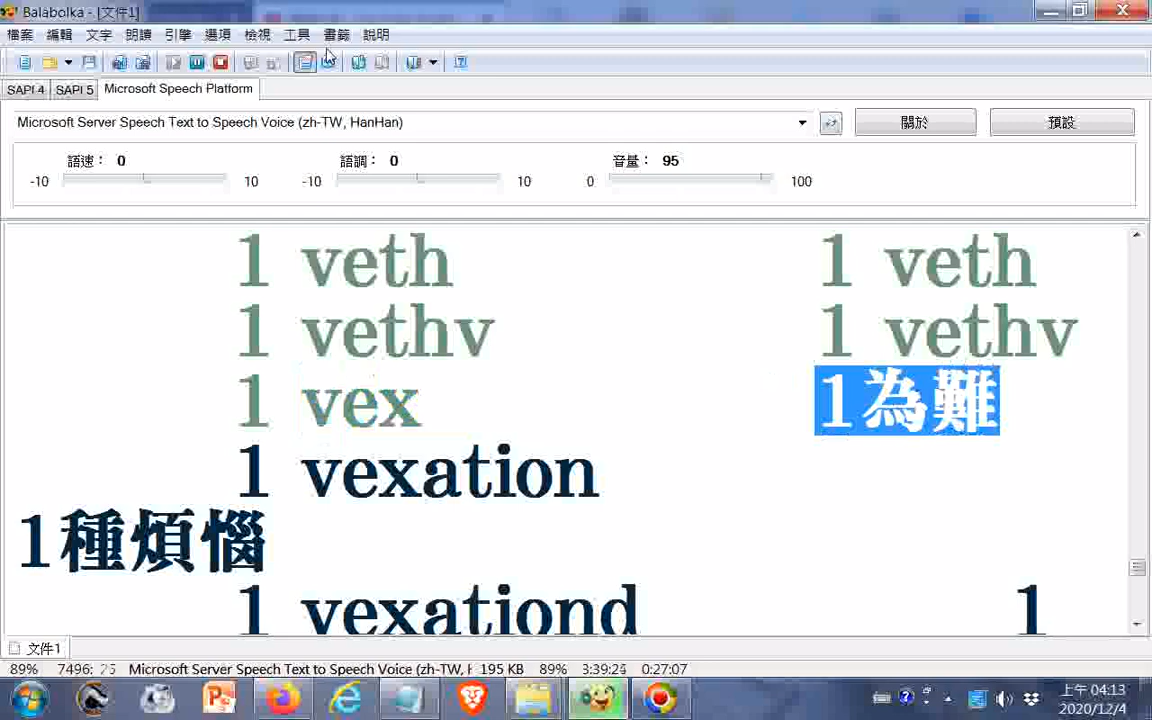 Balabolka - [文件1]
檔案 編輯 文字 朗讀 引擎 選項 檢視 工具 書籤 說明
SAPI 4 SAPI 5 Microsoft Speech Platform
Microsoft Server Speech Text to Speech Voice (zh-TW, HanHan) 關於 預設
語速： 0 語調： 0 音量： 95
-10 10 -10 10 0 100
1 veth 1 veth
1 vethv 1 vethv
1 vex 1為難
1 vexation
1種煩惱
1 vexationd 1
文件1
89% 7496: Microsoft Server Speech Text to Speech Voice (zh-TW, 195 KB 89% 3:39:24 0:27:07
上午 04:13
2020/12/4